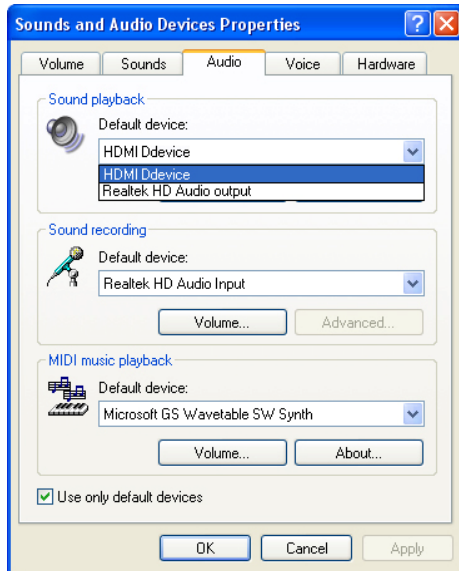 Sounds and Audio Devices Properties
Volume Sounds Audio Voice Hardware
Sound playback
Default device:
HDMI Ddevice
HDMI Ddevice
Realtek HD Audio output
Sound recording
Default device:
Realtek HD Audio Input
Volume... Advanced...
MIDI music playback
Default device:
Microsoft GS Wavetable SW Synth
Volume... About...
Use only default devices
OK Cancel Apply